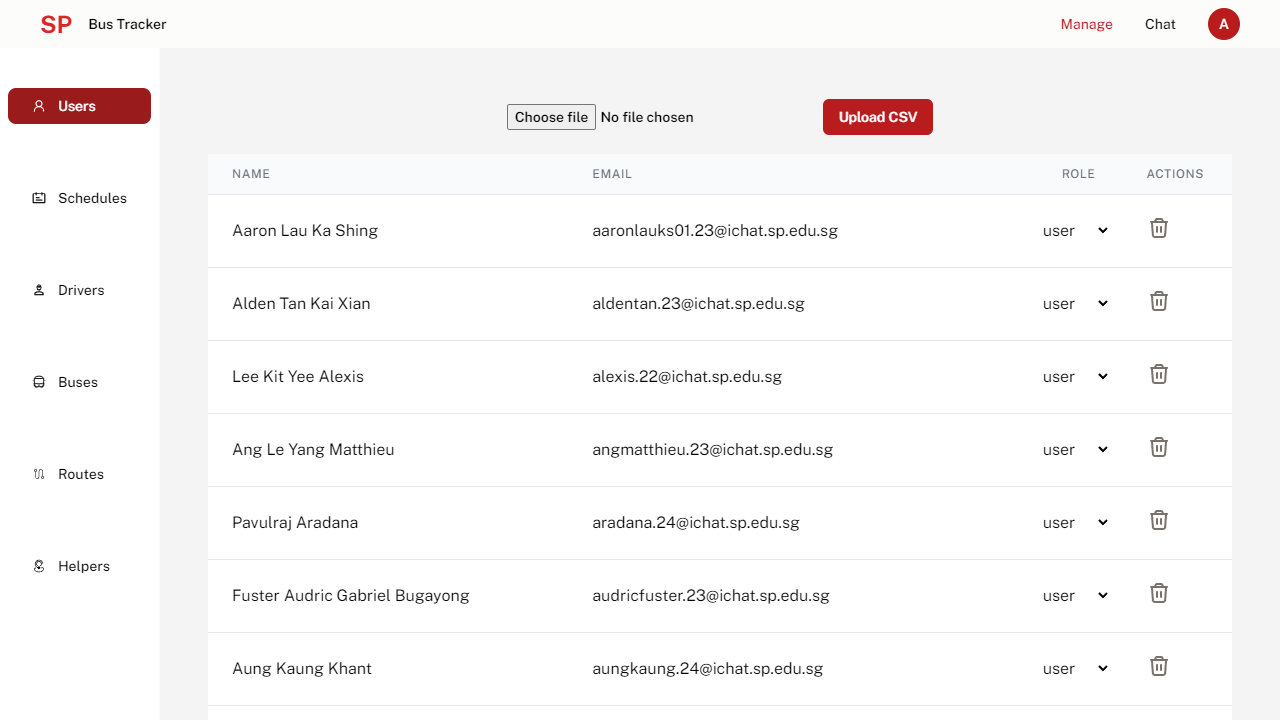 SP Bus Tracker Manage Chat A
Users
Schedules
Drivers
Buses
Routes
Helpers
Choose file No file chosen Upload CSV
NAME EMAIL ROLE ACTIONS
Aaron Lau Ka Shing aaronlauks01.23@ichat.sp.edu.sg user
Alden Tan Kai Xian aldentan.23@ichat.sp.edu.sg user
Lee Kit Yee Alexis alexis.22@ichat.sp.edu.sg user
Ang Le Yang Matthieu angmatthieu.23@ichat.sp.edu.sg user
Pavulraj Aradana aradana.24@ichat.sp.edu.sg user
Fuster Audric Gabriel Bugayong audricfuster.23@ichat.sp.edu.sg user
Aung Kaung Khant aungkaung.24@ichat.sp.edu.sg user